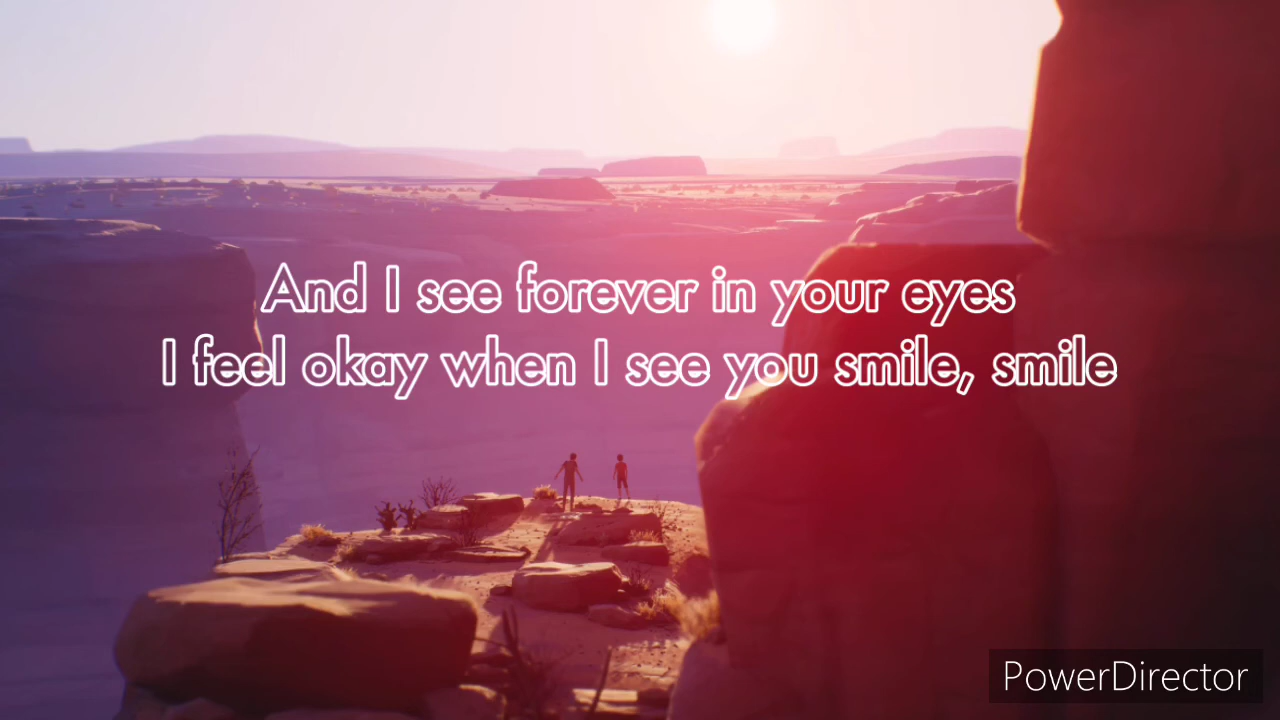 And I see forever in your eyes
I feel okay when I see you smile, smile
PowerDirector